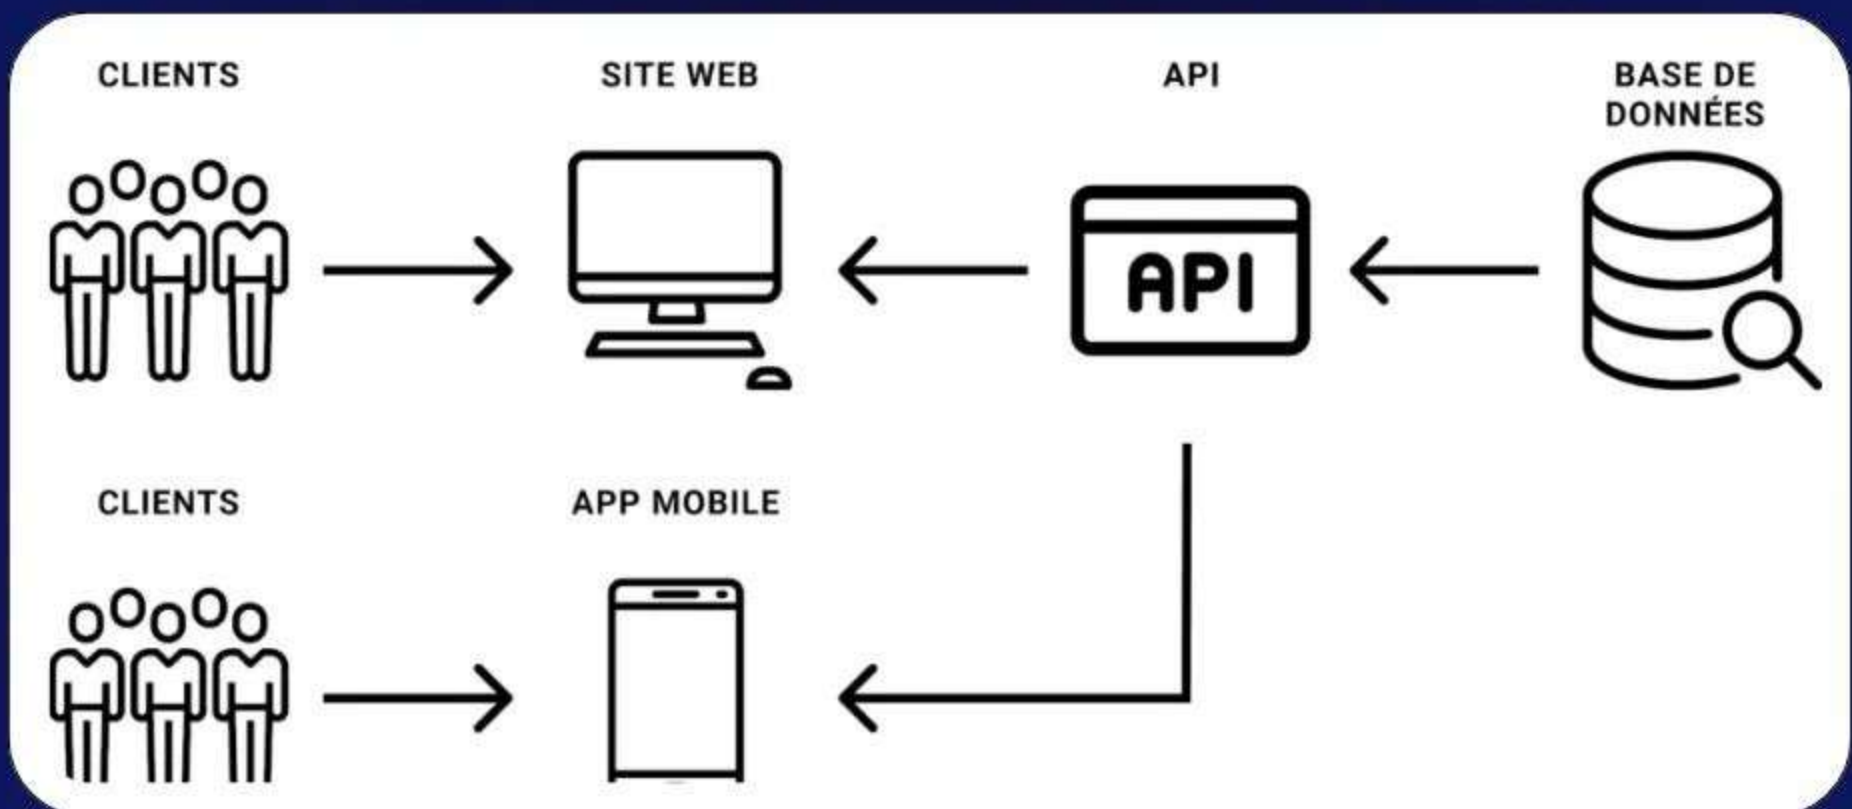 CLIENTS
SITE WEB
API
BASE DE
DONNÉES
API
CLIENTS
APP MOBILE